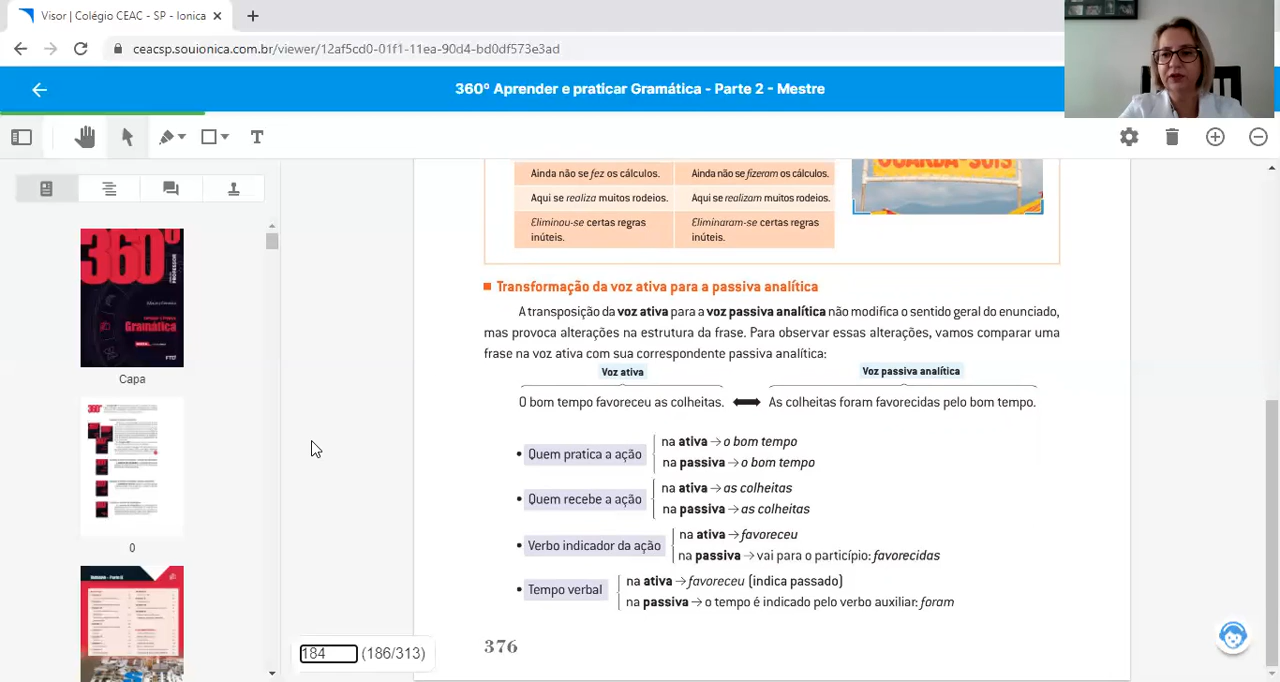 Visor | Colégio CEAC - SP - Ionica
ceacsp.souionica.com.br/viewer/12af5cd0-01f1-11ea-90d4-bd0df573e3ad
360º Aprender e praticar Gramática - Parte 2 - Mestre
T
GUARDA-SÓIS
Ainda não se fez os cálculos. Ainda não se fizeram os cálculos.
Aqui se realiza muitos rodeios. Aqui se realizam muitos rodeios.
Eliminou-se certas regras inúteis. Eliminaram-se certas regras inúteis.
Transformação da voz ativa para a passiva analítica
A transposição da voz ativa para a voz passiva analítica não modifica o sentido geral do enunciado,
mas provoca alterações na estrutura da frase. Para observar essas alterações, vamos comparar uma
frase na voz ativa com sua correspondente passiva analítica:
Voz ativa Voz passiva analítica
O bom tempo favoreceu as colheitas. As colheitas foram favorecidas pelo bom tempo.
• Quem pratica a ação
na ativa → o bom tempo
na passiva → o bom tempo
• Quem recebe a ação
na ativa → as colheitas
na passiva → as colheitas
• Verbo indicador da ação
na ativa → favoreceu
na passiva → vai para o particípio: favorecidas
• Tempo verbal
na ativa → favoreceu (indica passado)
na passiva → o tempo é indicado pelo verbo auxiliar: foram
376
360º
Gramática
Capa
360º
0
184 (186/313)